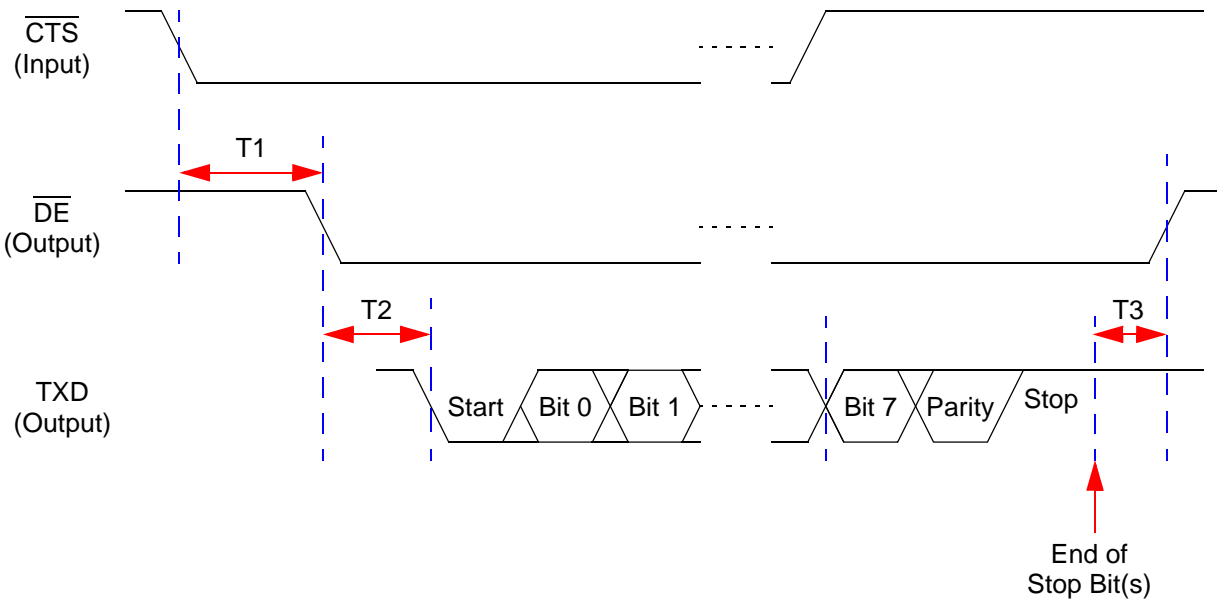 CTS
(Input)
T1
DE
(Output)
T2
T3
TXD
(Output)
Start
Bit 0
Bit 1
Bit 7
Parity
Stop
End of
Stop Bit(s)